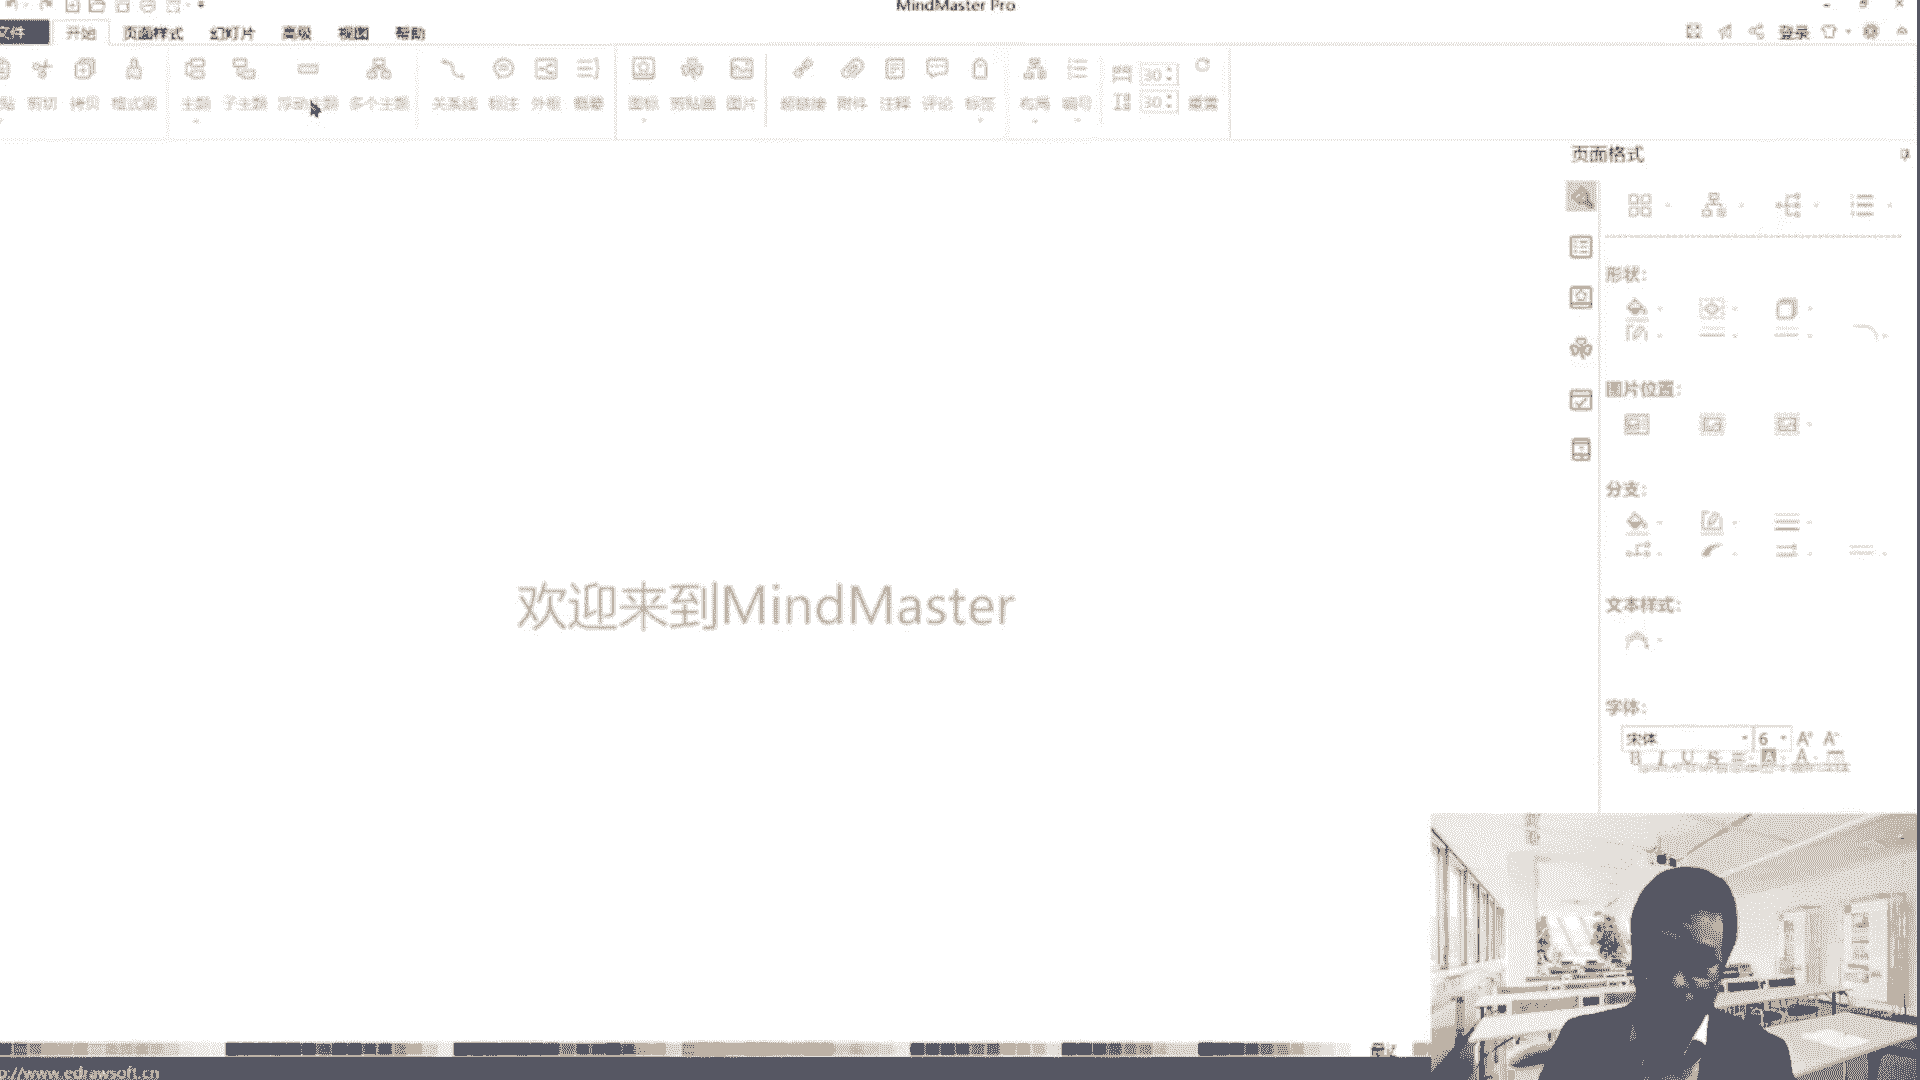 MindMaster Pro
文件 开始 页面样式 幻灯片 高级 视图 帮助 登录
贴 剪切 拷贝 格式刷 主题 子主题 浮动主题 多个主题 关系线 标注 外框 概要 图标 剪贴画 图片 超链接 附件 注释 评论 标签 布局 编号 30 30 重置
页面格式
形状:
图片位置:
分支:
欢迎来到MindMaster
文本样式:
字体:
宋体 6 A+ A-
B I U S A A
p://www.edrawsoft.cn